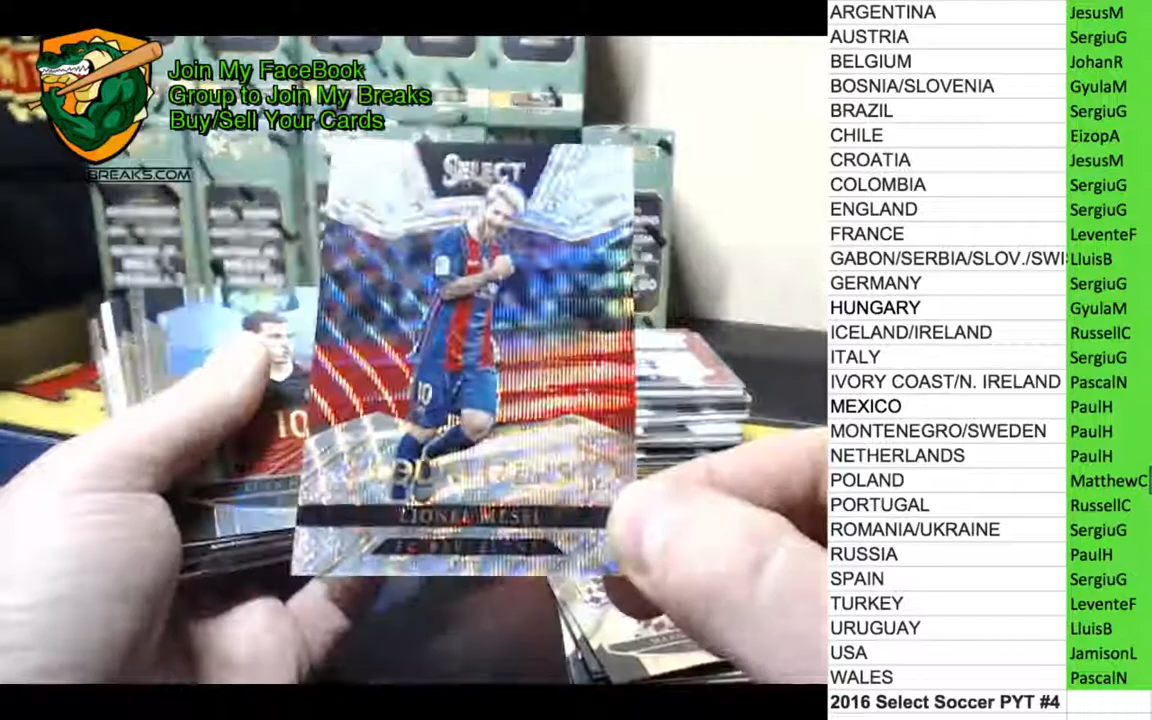 Join My FaceBook
Group to Join My Breaks
Buy/Sell Your Cards
BREAKS.COM
SELECT
10
10
LIONEL MESSI
ARGENTINA JesusM
AUSTRIA SergiuG
BELGIUM JohanR
BOSNIA/SLOVENIA GyulaM
BRAZIL SergiuG
CHILE EizopA
CROATIA JesusM
COLOMBIA SergiuG
ENGLAND SergiuG
FRANCE LeventeF
GABON/SERBIA/SLOV./SWI LluisB
GERMANY SergiuG
HUNGARY GyulaM
ICELAND/IRELAND RussellC
ITALY SergiuG
IVORY COAST/N. IRELAND PascalN
MEXICO PaulH
MONTENEGRO/SWEDEN PaulH
NETHERLANDS PaulH
POLAND MatthewC
PORTUGAL RussellC
ROMANIA/UKRAINE SergiuG
RUSSIA PaulH
SPAIN SergiuG
TURKEY LeventeF
URUGUAY LluisB
USA JamisonL
WALES PascalN
2016 Select Soccer PYT #4